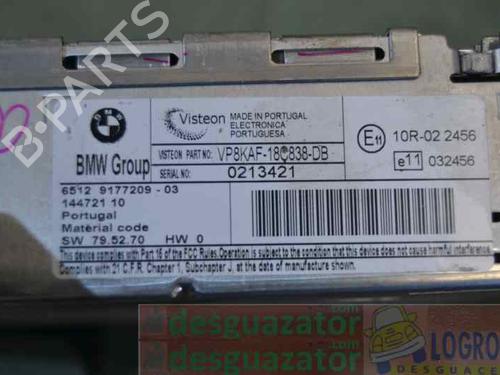 BMW
BMW Group
Visteon
MADE IN PORTUGAL
ELECTRONICA
PORTUGUESA
VISTEON PART NO: VP8KAF-18C838-DB
SERIAL NO: 0213421
E11 10R-02 2456
e11 032456
6512 9177209 - 03
144721 10
Portugal
Material code
SW 79.52.70 HW 0
This device complies with Part 15 of the FCC Rules. Operation is subject to the condition that this device does not cause harmful interference.
Complies with 21 C.F.R. Chapter 1, Subchapter J, at date of manufacture.
B-PARTS
desguazator
desguazator
LOGRO
DESGUACE